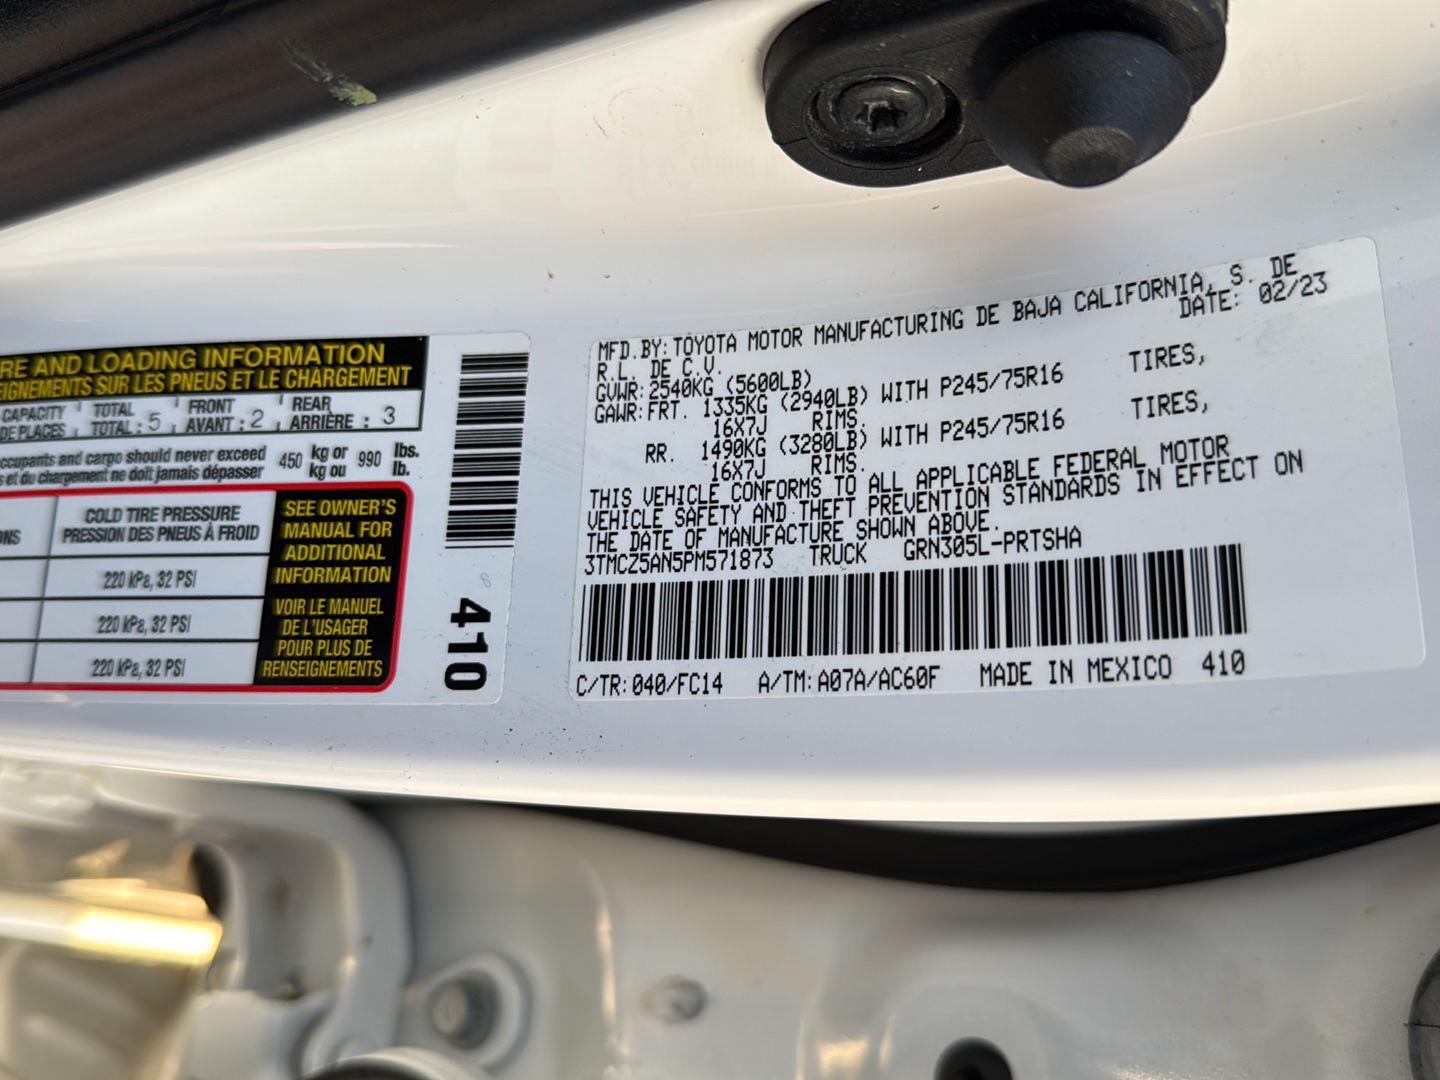 RE AND LOADING INFORMATION
EIGNEMENTS SUR LES PNEUS ET LE CHARGEMENT
CAPACITY TOTAL FRONT REAR
DE PLACES TOTAL : 5 AVANT : 2 ARRIÈRE : 3
ccupants and cargo should never exceed 450 kg or 990 lbs.
s et du chargement ne doit jamais dépasser kg ou lb.
ONS
COLD TIRE PRESSURE
PRESSION DES PNEUS À FROID
220 kPa, 32 PSI
220 kPa, 32 PSI
220 kPa, 32 PSI
SEE OWNER'S
MANUAL FOR
ADDITIONAL
INFORMATION
VOIR LE MANUEL
DE L'USAGER
POUR PLUS DE
RENSEIGNEMENTS
410
MFD.BY:TOYOTA MOTOR MANUFACTURING DE BAJA CALIFORNIA, S. DE
R.L. DE C.V. DATE: 02/23
GVWR:2540KG (5600LB)
GAWR:FRT. 1335KG (2940LB) WITH P245/75R16 TIRES,
16X7J RIMS.
RR. 1490KG (3280LB) WITH P245/75R16 TIRES,
16X7J RIMS.
THIS VEHICLE CONFORMS TO ALL APPLICABLE FEDERAL MOTOR
VEHICLE SAFETY AND THEFT PREVENTION STANDARDS IN EFFECT ON
THE DATE OF MANUFACTURE SHOWN ABOVE.
3TMCZ5AN5PM571873 TRUCK GRN305L-PRTSHA
C/TR:040/FC14 A/TM:A07A/AC60F MADE IN MEXICO 410